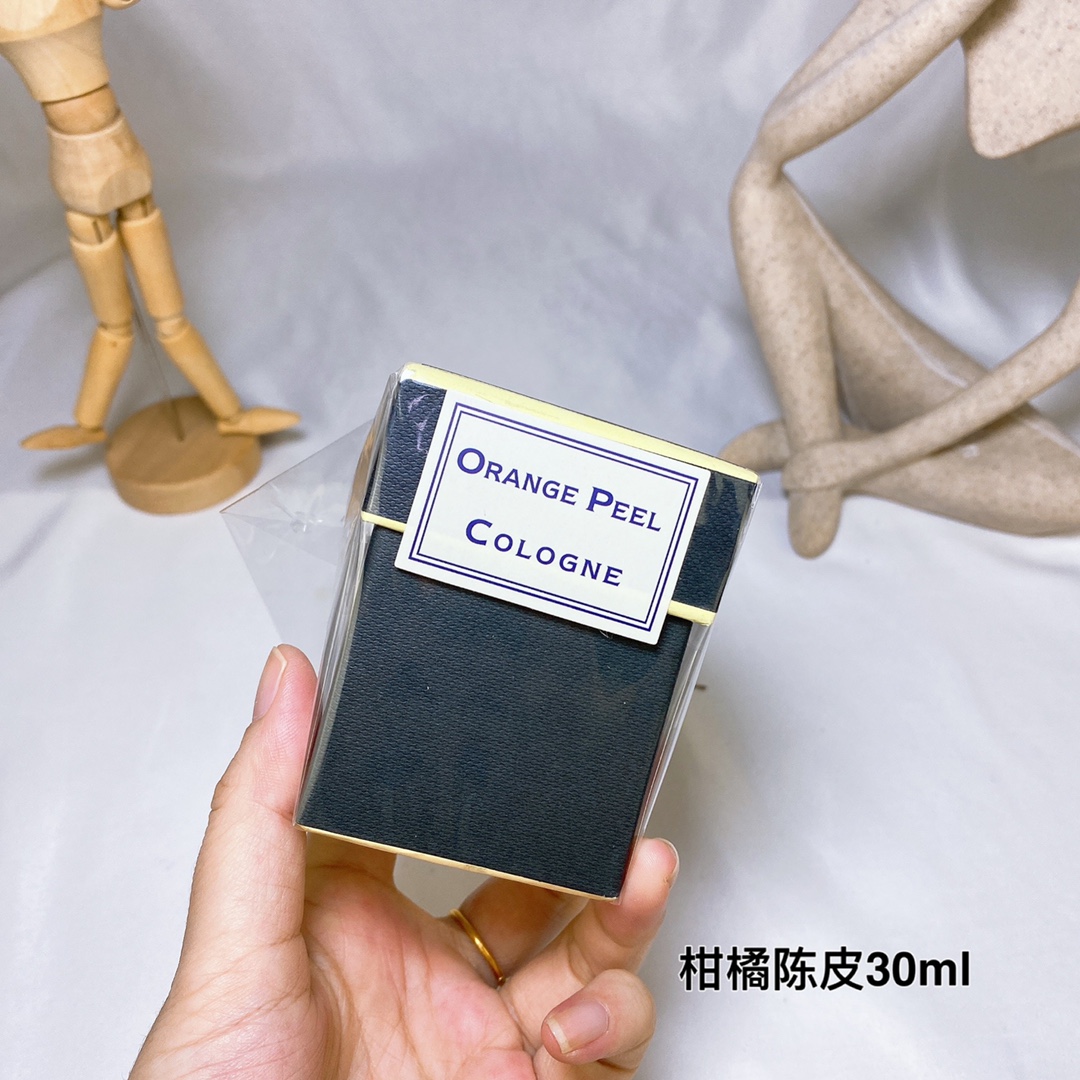 ORANGE PEEL
COLOGNE
柑橘陈皮30ml